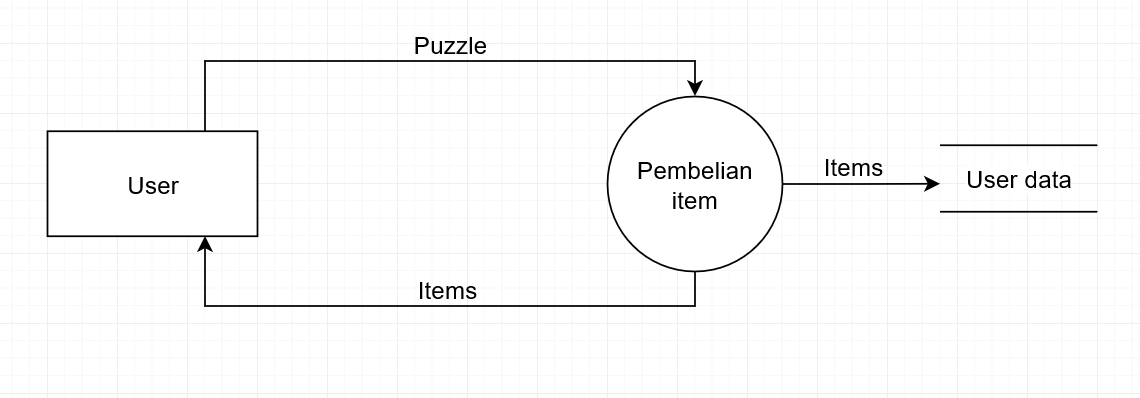 Puzzle
User
Pembelian
item
Items
User data
Items